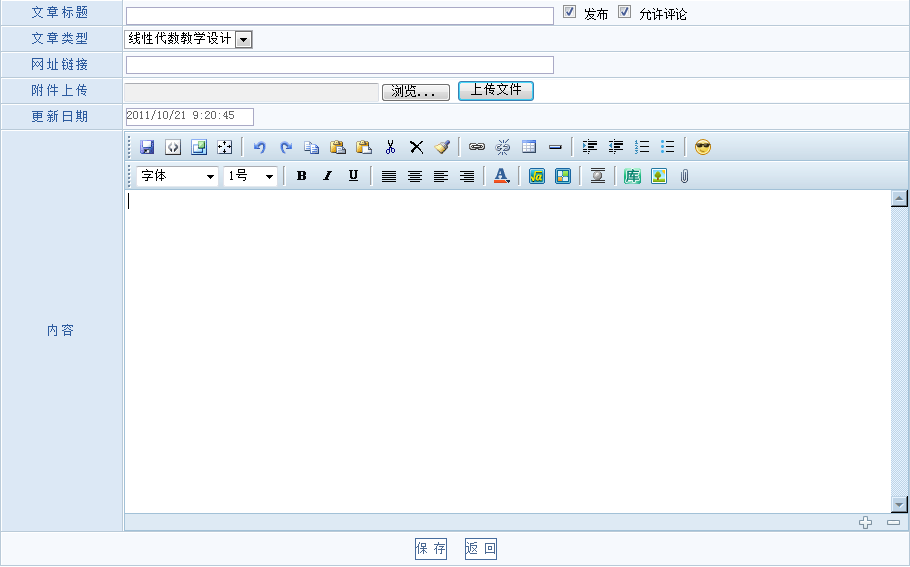 文章标题 发布 允许评论
文章类型 线性代数教学设计
网址链接
附件上传 浏览... 上传文件
更新日期 2011/10/21 9:20:45
字体 1号 B I U A 库
内容
保 存 返 回